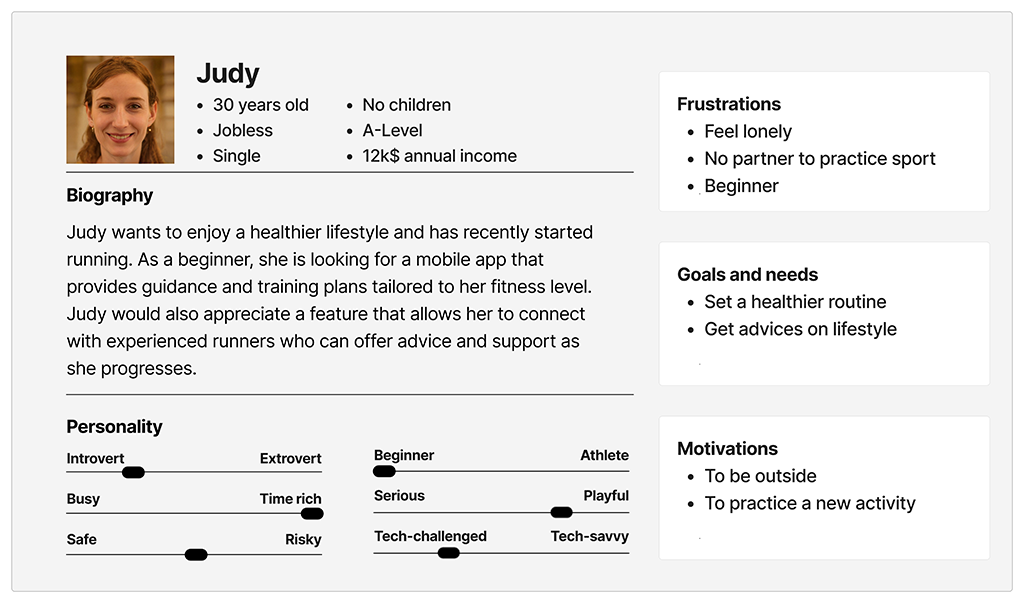 Judy
30 years old
Jobless
Single
No children
A-Level
12k$ annual income
Biography
Judy wants to enjoy a healthier lifestyle and has recently started
running. As a beginner, she is looking for a mobile app that
provides guidance and training plans tailored to her fitness level.
Judy would also appreciate a feature that allows her to connect
with experienced runners who can offer advice and support as
she progresses.
Personality
Introvert Extrovert
Busy Time rich
Safe Risky
Beginner Athlete
Serious Playful
Tech-challenged Tech-savvy
Frustrations
Feel lonely
No partner to practice sport
Beginner
Goals and needs
Set a healthier routine
Get advices on lifestyle
Motivations
To be outside
To practice a new activity